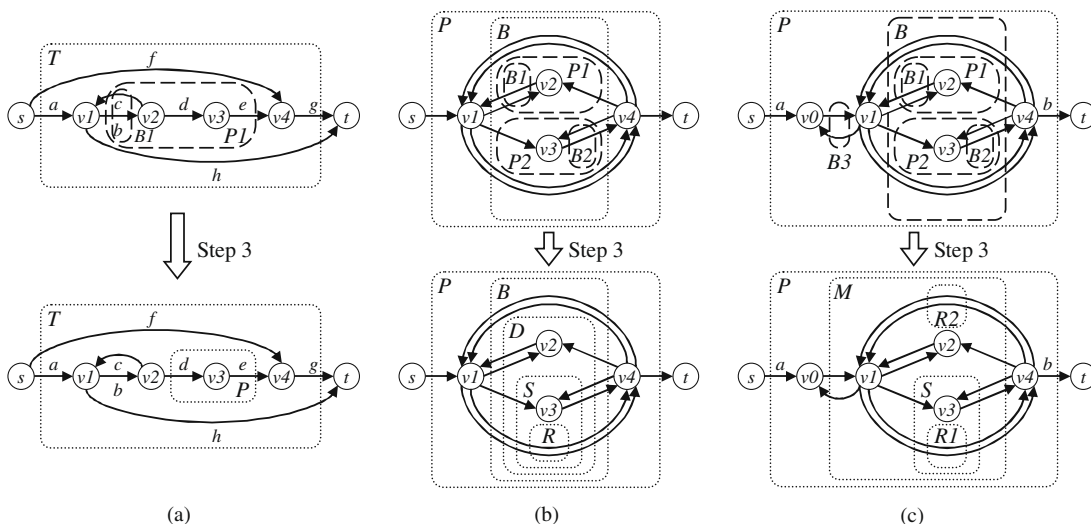 T
f
s
a
v1
c
b
v2
B1
d
v3
e
P1
v4
g
t
h
Step 3
T
f
s
a
v1
c
b
v2
d
v3
e
P
v4
g
t
h
(a)
P
B
B1
P1
v2
s
v1
v4
t
P2
v3
B2
Step 3
P
B
D
v2
s
v1
v4
t
S
v3
R
(b)
P
B
B1
P1
v2
s
a
v0
v1
v4
b
t
B3
P2
v3
B2
Step 3
P
M
R2
v2
s
a
v0
v1
v4
b
t
S
v3
R1
(c)